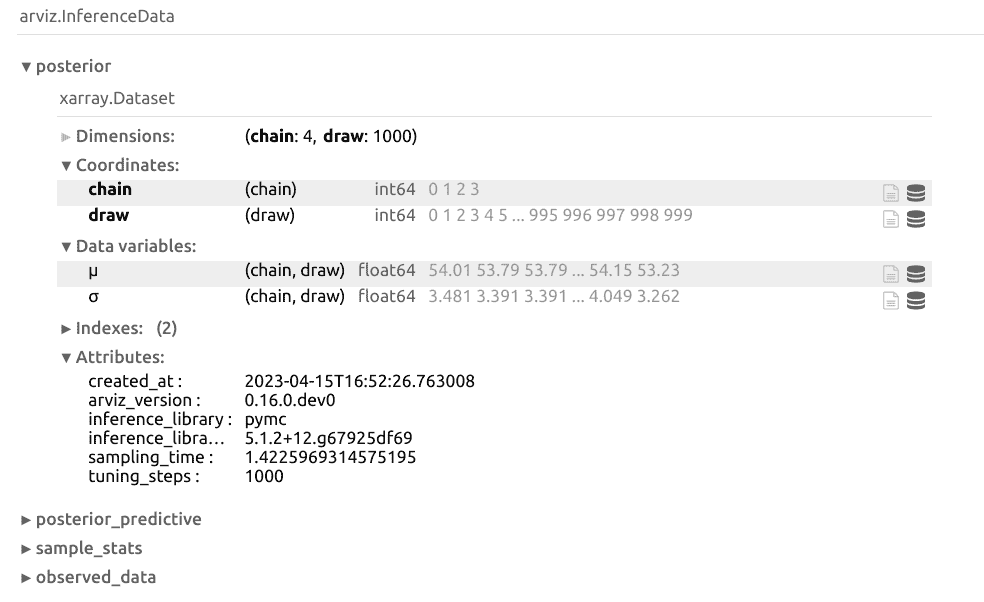 arviz.InferenceData
▼ posterior
xarray.Dataset
► Dimensions: (chain: 4, draw: 1000)
▼ Coordinates:
chain (chain) int64 0 1 2 3
draw (draw) int64 0 1 2 3 4 5 ... 995 996 997 998 999
▼ Data variables:
μ (chain, draw) float64 54.01 53.79 53.79 ... 54.15 53.23
σ (chain, draw) float64 3.481 3.391 3.391 ... 4.049 3.262
► Indexes: (2)
▼ Attributes:
created_at : 2023-04-15T16:52:26.763008
arviz_version : 0.16.0.dev0
inference_library : pymc
inference_libra... 5.1.2+12.g67925df69
sampling_time : 1.4225969314575195
tuning_steps : 1000
► posterior_predictive
► sample_stats
► observed_data